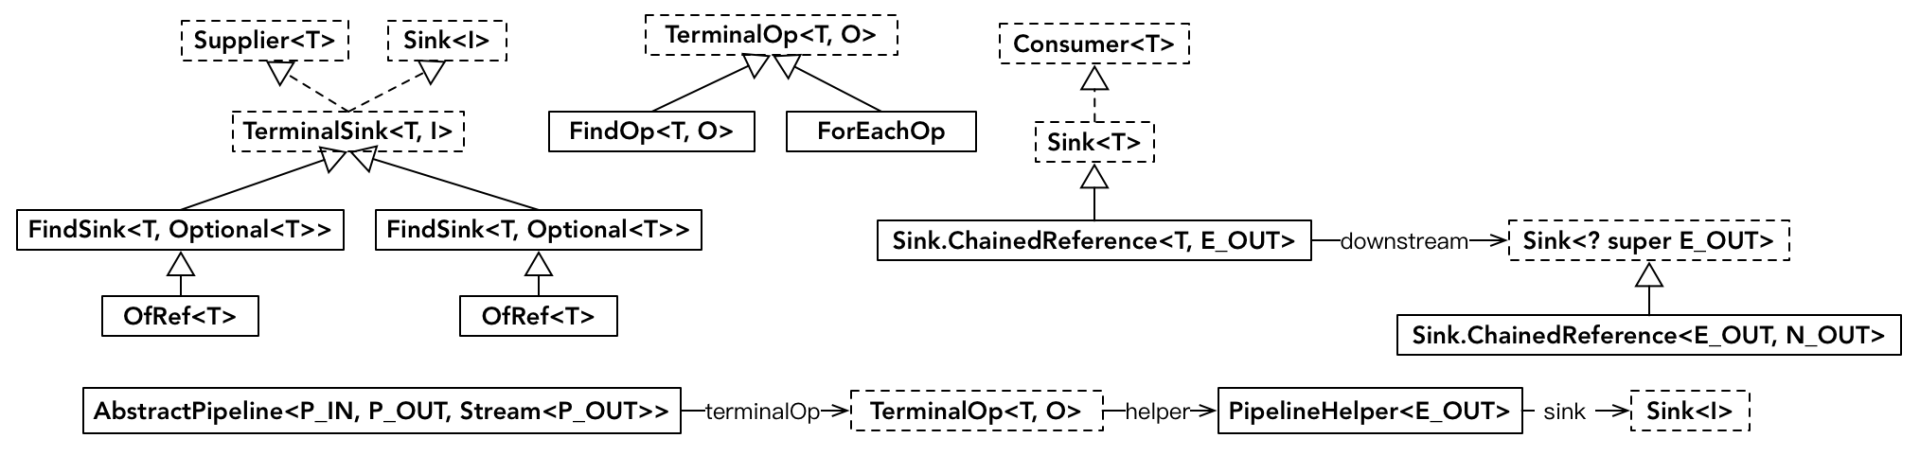 Supplier<T>
Sink<I>
TerminalOp<T, O>
Consumer<T>
TerminalSink<T, I>
FindOp<T, O>
ForEachOp
Sink<T>
FindSink<T, Optional<T>>
FindSink<T, Optional<T>>
Sink.ChainedReference<T, E_OUT>
downstream
Sink<? super E_OUT>
OfRef<T>
OfRef<T>
Sink.ChainedReference<E_OUT, N_OUT>
AbstractPipeline<P_IN, P_OUT, Stream<P_OUT>>
terminalOp
TerminalOp<T, O>
helper
PipelineHelper<E_OUT>
sink
Sink<I>